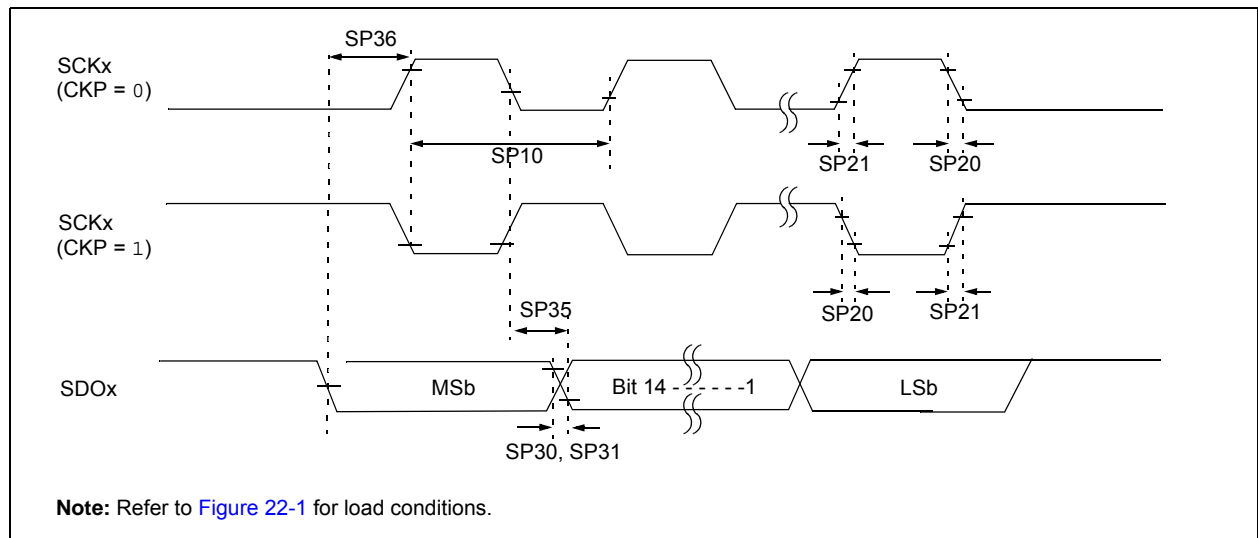 SP36
SCKx
(CKP = 0)
SP10
SP21
SP20
SCKx
(CKP = 1)
SP35
SP20
SP21
SDOx
MSb
Bit 14 - - - - - -1
LSb
SP30, SP31
Note: Refer to Figure 22-1 for load conditions.